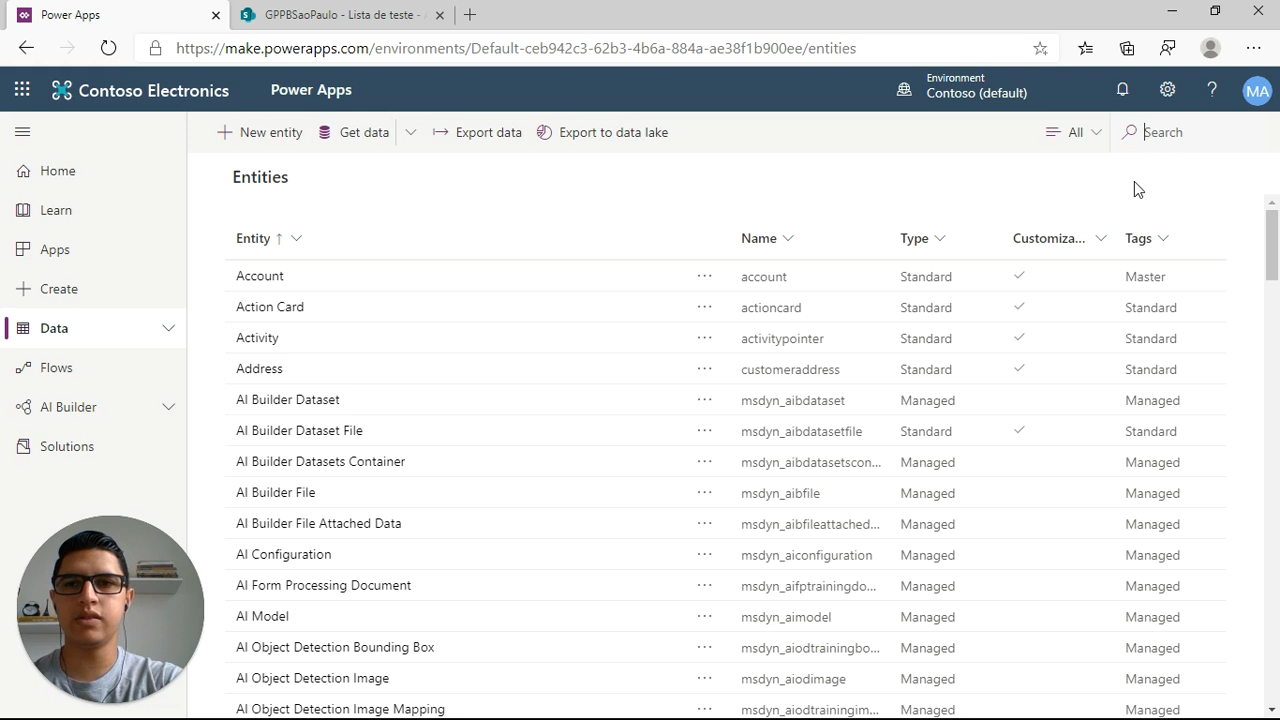 Power Apps
GPPBSaoPaulo - Lista de teste -
https://make.powerapps.com/environments/Default-ceb942c3-62b3-4b6a-884a-ae38f1b900ee/entities
Contoso Electronics
Power Apps
Environment
Contoso (default)
MA
New entity
Get data
Export data
Export to data lake
All
Search
Home
Learn
Apps
Create
Data
Flows
AI Builder
Solutions
Entities
Entity Name Type Customiza... Tags
Account account Standard Master
Action Card actioncard Standard Standard
Activity activitypointer Standard Standard
Address customeraddress Standard Standard
AI Builder Dataset msdyn_aibdataset Managed Managed
AI Builder Dataset File msdyn_aibdatasetfile Standard Standard
AI Builder Datasets Container msdyn_aibdatasetscon... Managed Managed
AI Builder File msdyn_aibfile Managed Managed
AI Builder File Attached Data msdyn_aibfileattached... Managed Managed
AI Configuration msdyn_aiconfiguration Managed Managed
AI Form Processing Document msdyn_aifptrainingdo... Managed Managed
AI Model msdyn_aimodel Managed Managed
AI Object Detection Bounding Box msdyn_aiodtrainingbo... Managed Managed
AI Object Detection Image msdyn_aiodimage Managed Managed
AI Object Detection Image Mapping msdyn_aiodtrainingim... Managed Managed